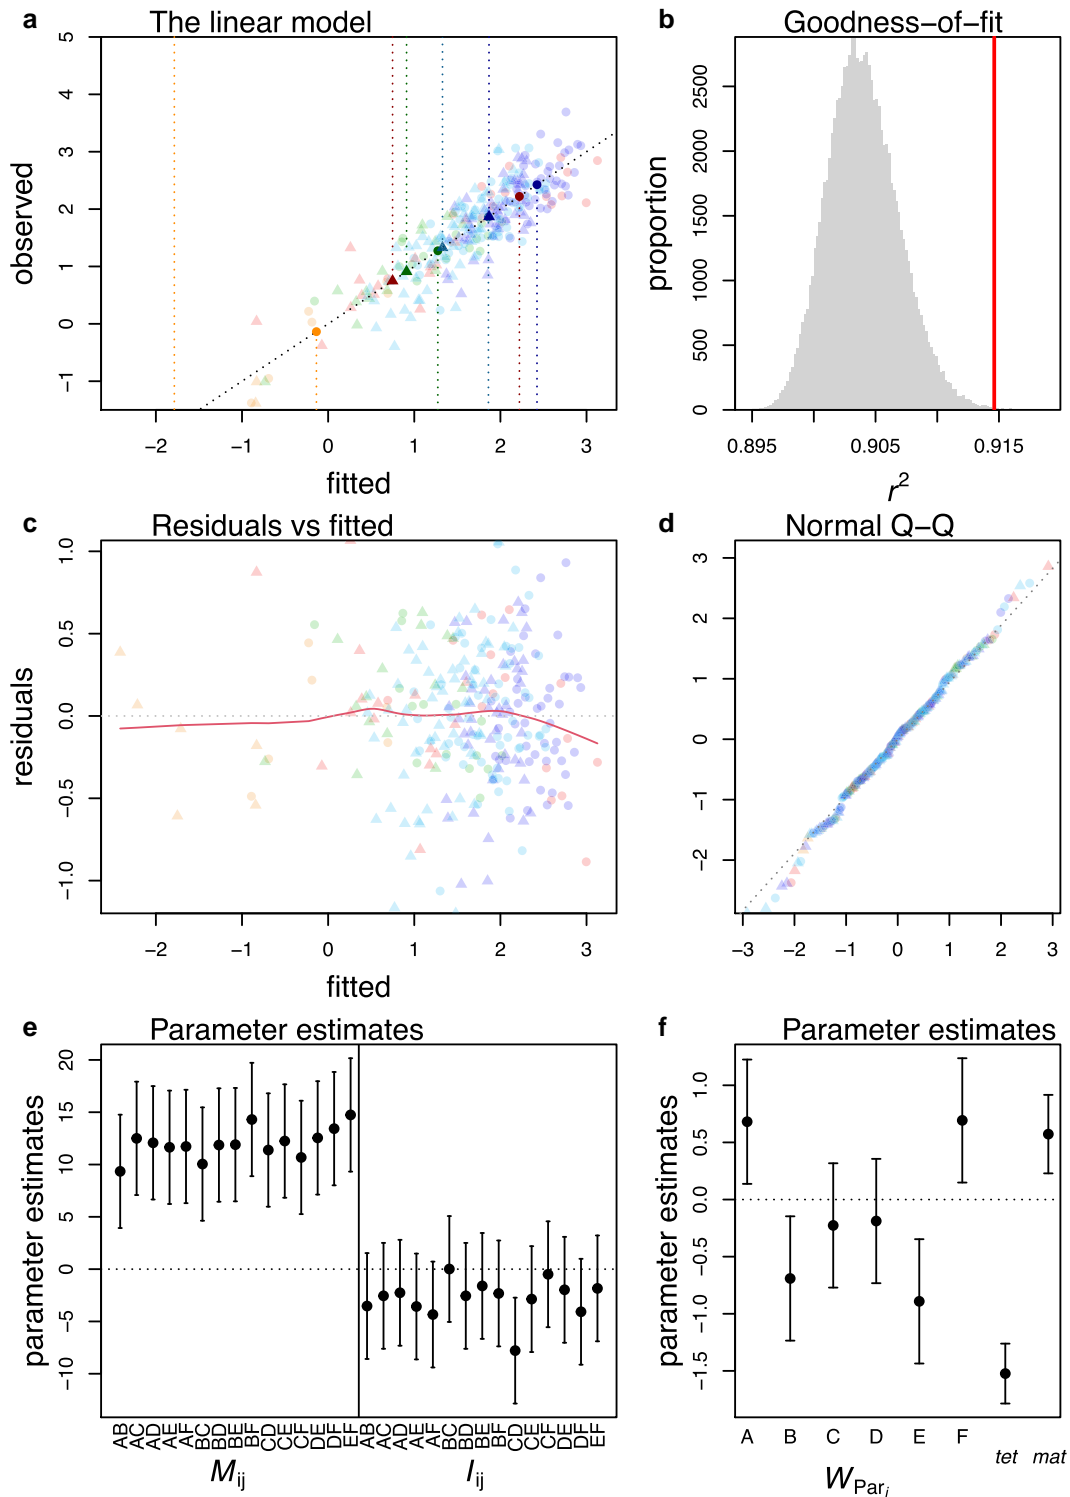 a The linear model
5
4
3
2
1
0
−1
observed
−2 −1 0 1 2 3
fitted
b Goodness−of−fit
2500
2000
1500
1000
500
0
proportion
0.895 0.905 0.915
r2
c Residuals vs fitted
1.0
0.5
0.0
−0.5
−1.0
residuals
−2 −1 0 1 2 3
fitted
d Normal Q−Q
3
2
1
0
−1
−2
−3 −2 −1 0 1 2 3
e Parameter estimates
20
15
10
5
0
−5
−10
parameter estimates
AB AC AD AE AF BC BD BE BF CD CE CF DE DF EF AB AC AD AE AF BC BD BE BF CD CE CF DE DF EF
Mij Iij
f Parameter estimates
1.0
0.5
0.0
−0.5
−1.0
−1.5
parameter estimates
A B C D E F tet mat
WPari